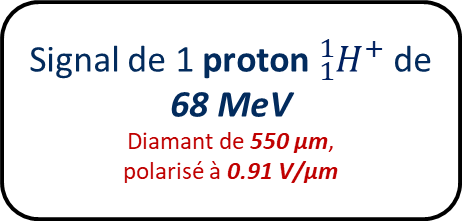 Signal de 1 proton ¹₁H⁺ de
68 MeV
Diamant de 550 µm,
polarisé à 0.91 V/µm